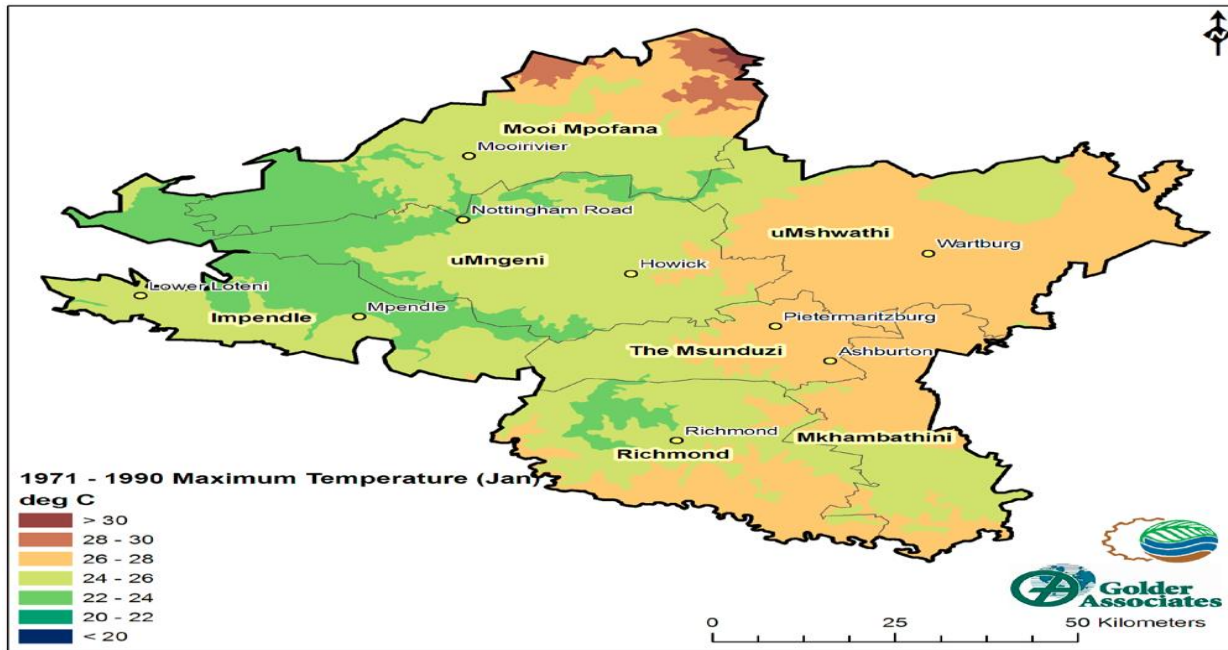 N
Mooi Mpofana
Mooirivier
Nottingham Road
uMshwathi
uMngeni
Howick
Wartburg
Lower Loteni
Impendle
Mpendle
Pietermaritzburg
The Msunduzi
Ashburton
Richmond
Richmond
Mkhambathini
1971 - 1990 Maximum Temperature (Jan)
deg C
> 30
28 - 30
26 - 28
24 - 26
22 - 24
20 - 22
< 20
Golder
Associates
0 25 50 Kilometers